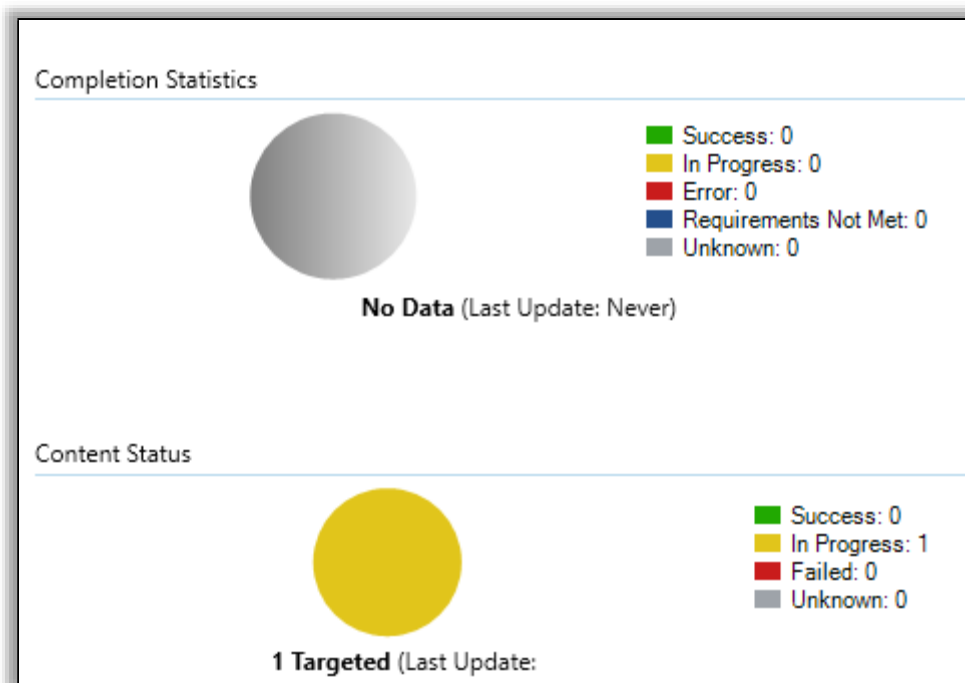 Completion Statistics
Success: 0
In Progress: 0
Error: 0
Requirements Not Met: 0
Unknown: 0
No Data (Last Update: Never)
Content Status
Success: 0
In Progress: 1
Failed: 0
Unknown: 0
1 Targeted (Last Update: